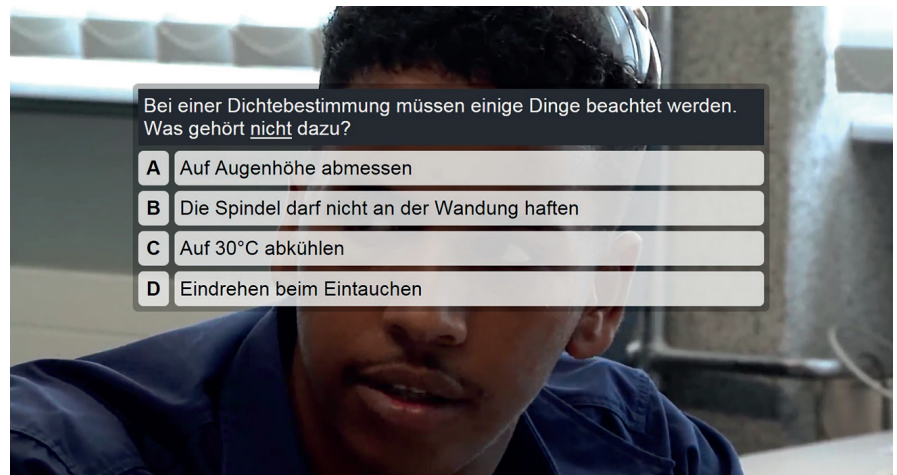 Bei einer Dichtebestimmung müssen einige Dinge beachtet werden.
Was gehört nicht dazu?
A Auf Augenhöhe abmessen
B Die Spindel darf nicht an der Wandung haften
C Auf 30°C abkühlen
D Eindrehen beim Eintauchen